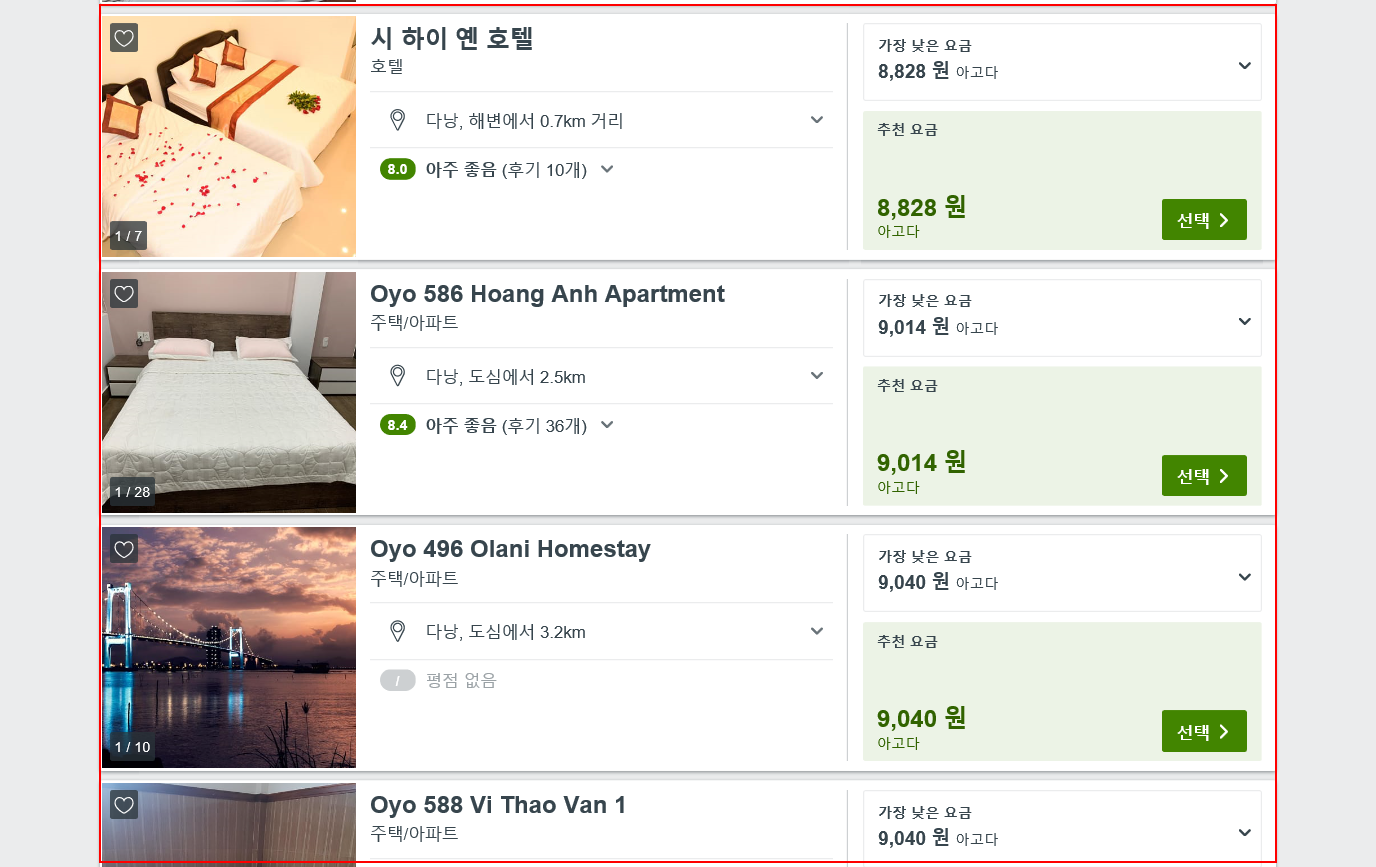 시 하이 옌 호텔
호텔
다낭, 해변에서 0.7km 거리
8.0 아주 좋음 (후기 10개)
1 / 7
가장 낮은 요금
8,828 원 아고다
추천 요금
8,828 원
아고다
선택
Oyo 586 Hoang Anh Apartment
주택/아파트
다낭, 도심에서 2.5km
8.4 아주 좋음 (후기 36개)
1 / 28
가장 낮은 요금
9,014 원 아고다
추천 요금
9,014 원
아고다
선택
Oyo 496 Olani Homestay
주택/아파트
다낭, 도심에서 3.2km
/ 평점 없음
1 / 10
가장 낮은 요금
9,040 원 아고다
추천 요금
9,040 원
아고다
선택
Oyo 588 Vi Thao Van 1
주택/아파트
가장 낮은 요금
9,040 원 아고다